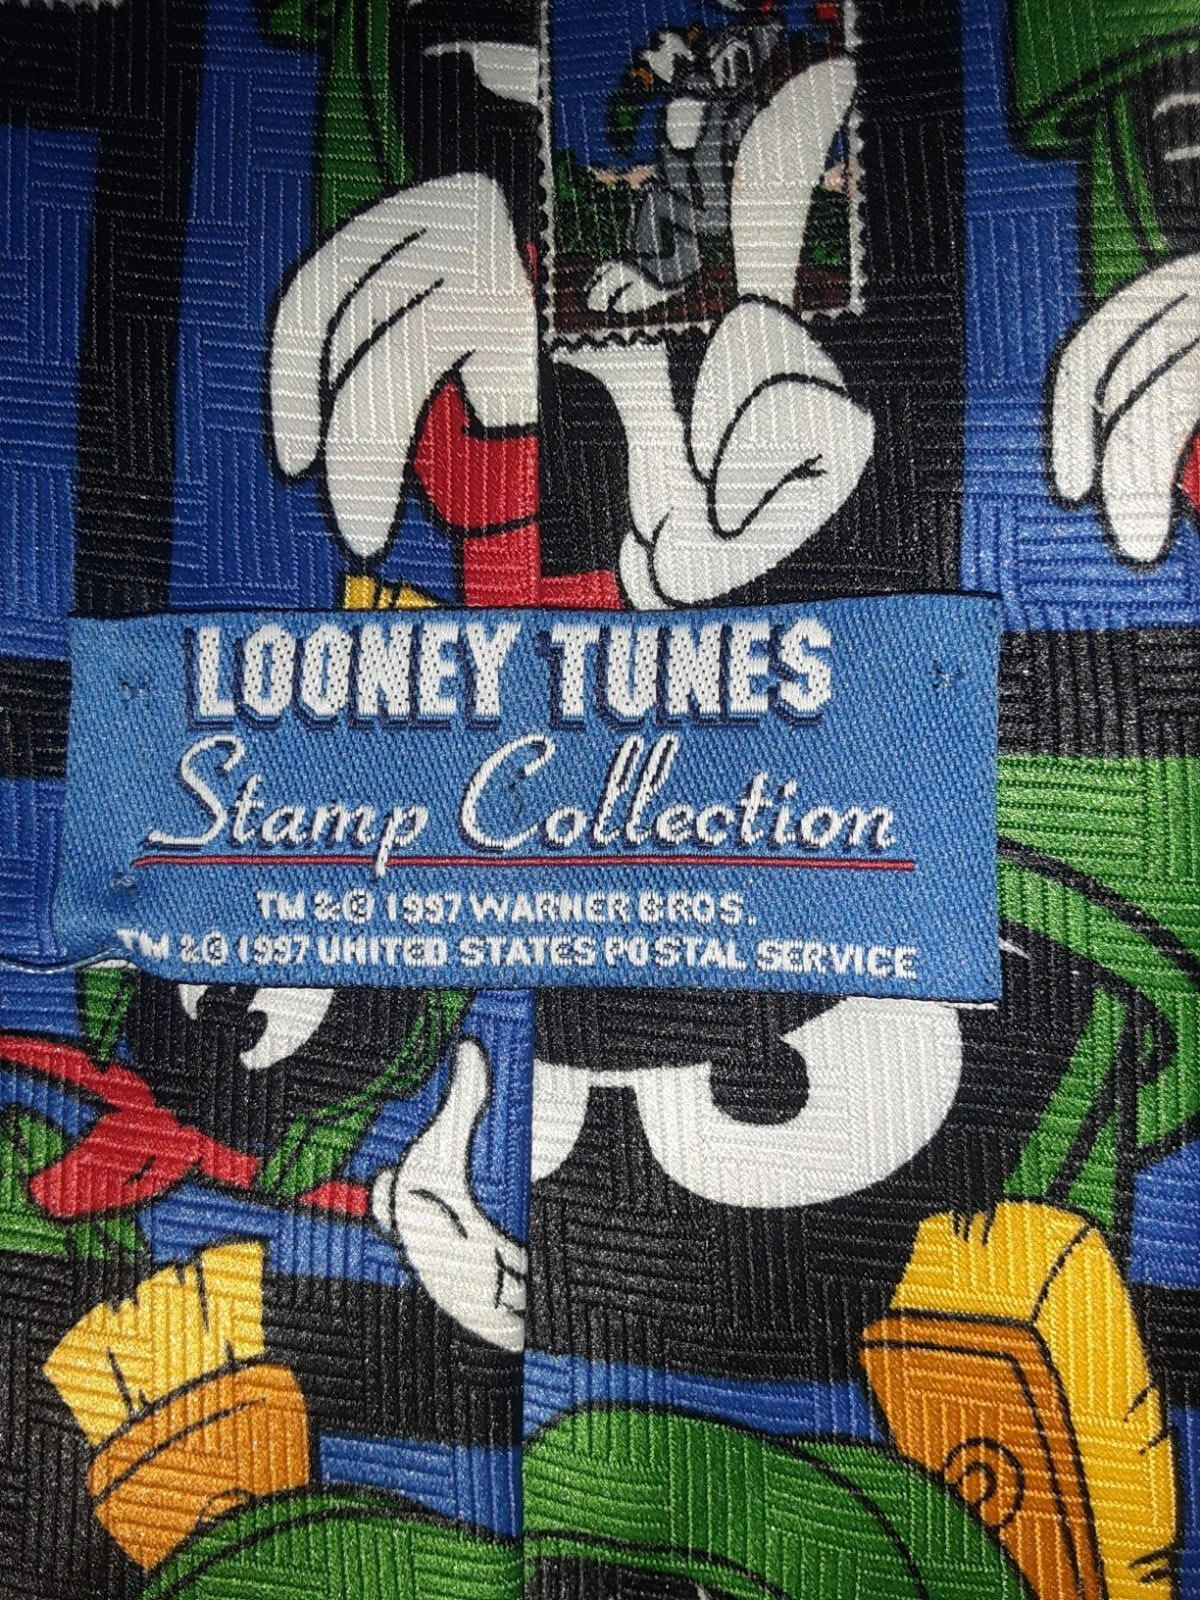 LOONEY TUNES
Stamp Collection
TM & © 1997 WARNER BROS.
TM & © 1997 UNITED STATES POSTAL SERVICE